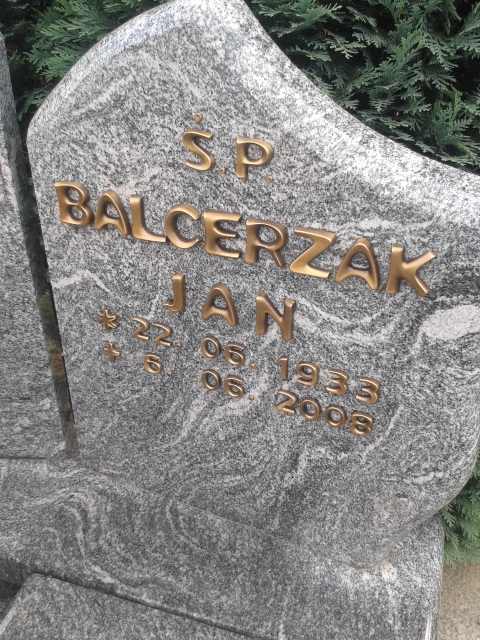 Ś.P.
BALCERZAK
JAN
* 22. 06. 1933
+ 6. 06. 2008